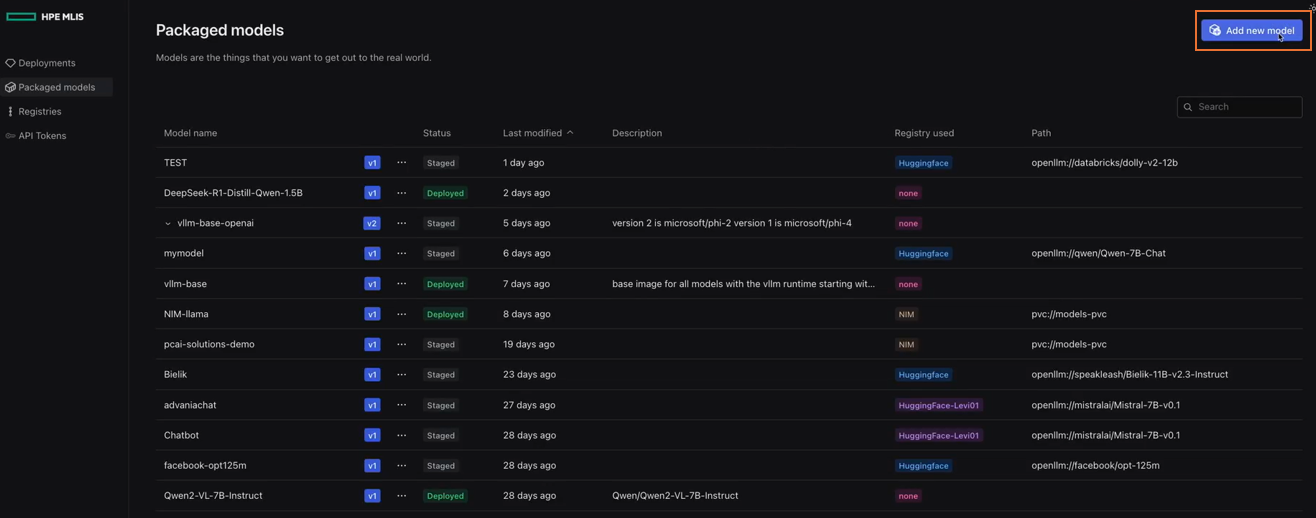 HPE MLIS
Deployments
Packaged models
Registries
API Tokens
Packaged models
Add new model
Models are the things that you want to get out to the real world.
Search
Model name Status Last modified Description Registry used Path
TEST v1 ... Staged 1 day ago Huggingface openllm://databricks/dolly-v2-12b
DeepSeek-R1-Distill-Qwen-1.5B v1 ... Deployed 2 days ago none
vllm-base-openai v2 ... Staged 5 days ago version 2 is microsoft/phi-2 version 1 is microsoft/phi-4 none
mymodel v1 ... Staged 6 days ago Huggingface openllm://qwen/Qwen-7B-Chat
vllm-base v1 ... Deployed 7 days ago base image for all models with the vllm runtime starting wit... none
NIM-llama v1 ... Deployed 8 days ago NIM pvc://models-pvc
pcai-solutions-demo v1 ... Staged 19 days ago NIM pvc://models-pvc
Bielik v1 ... Staged 23 days ago Huggingface openllm://speakleash/Bielik-11B-v2.3-Instruct
advaniachat v1 ... Staged 27 days ago HuggingFace-Levi01 openllm://mistralai/Mistral-7B-v0.1
Chatbot v1 ... Staged 28 days ago HuggingFace-Levi01 openllm://mistralai/Mistral-7B-v0.1
facebook-opt125m v1 ... Staged 28 days ago Huggingface openllm://facebook/opt-125m
Qwen2-VL-7B-Instruct v1 ... Deployed 28 days ago Qwen/Qwen2-VL-7B-Instruct none